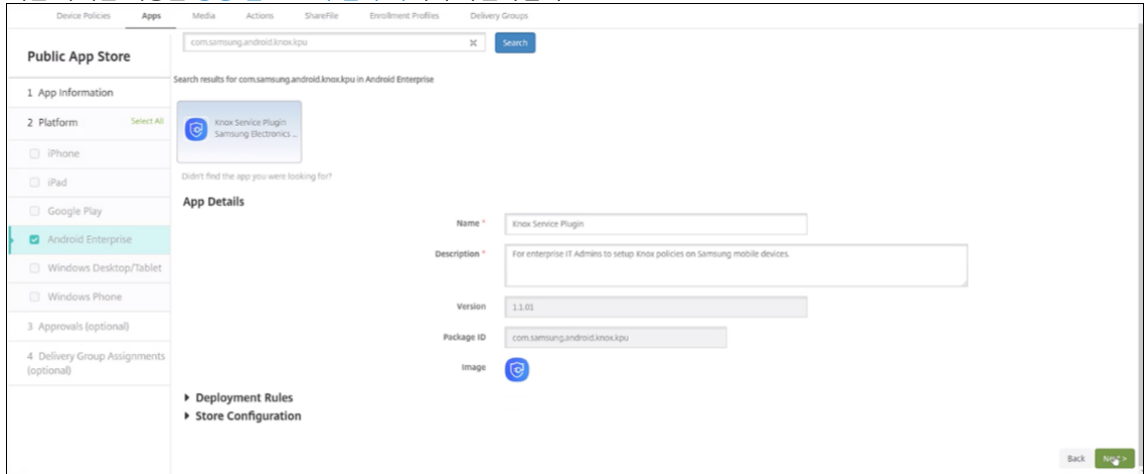 Device Policies Apps Media Actions ShareFile Enrollment Profiles Delivery Groups
Public App Store
1 App Information
2 Platform Select All
iPhone
iPad
Google Play
Android Enterprise
Windows Desktop/Tablet
Windows Phone
3 Approvals (optional)
4 Delivery Group Assignments
(optional)
com.samsung.android.knox.kpu Search
Search results for com.samsung.android.knox.kpu in Android Enterprise
Knox Service Plugin
Samsung Electronics ...
Didn't find the app you were looking for?
App Details
Name * Knox Service Plugin
Description * For enterprise IT Admins to setup Knox policies on Samsung mobile devices.
Version 1.1.01
Package ID com.samsung.android.knox.kpu
Image
Deployment Rules
Store Configuration
Back Next >